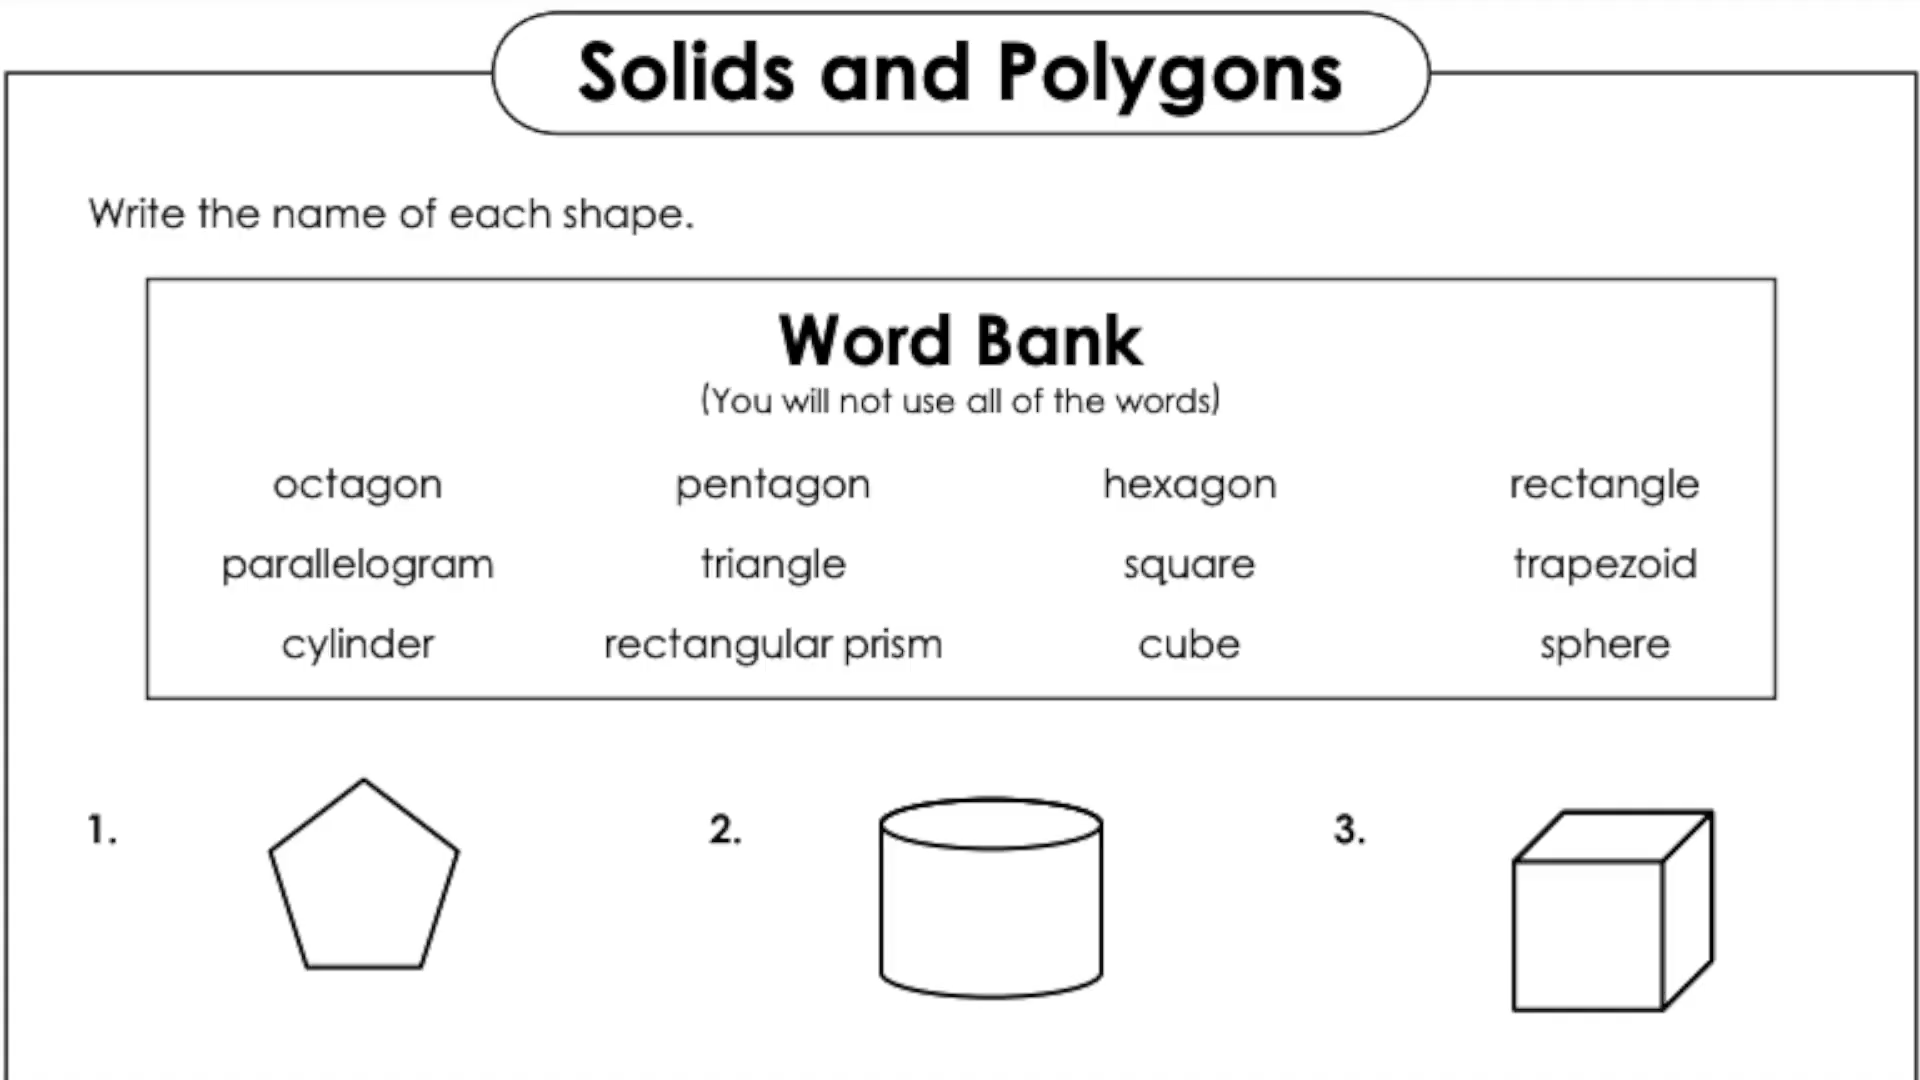 Solids and Polygons
Write the name of each shape.
Word Bank
(You will not use all of the words)
octagon pentagon hexagon rectangle
parallelogram triangle square trapezoid
cylinder rectangular prism cube sphere
1. 2. 3.